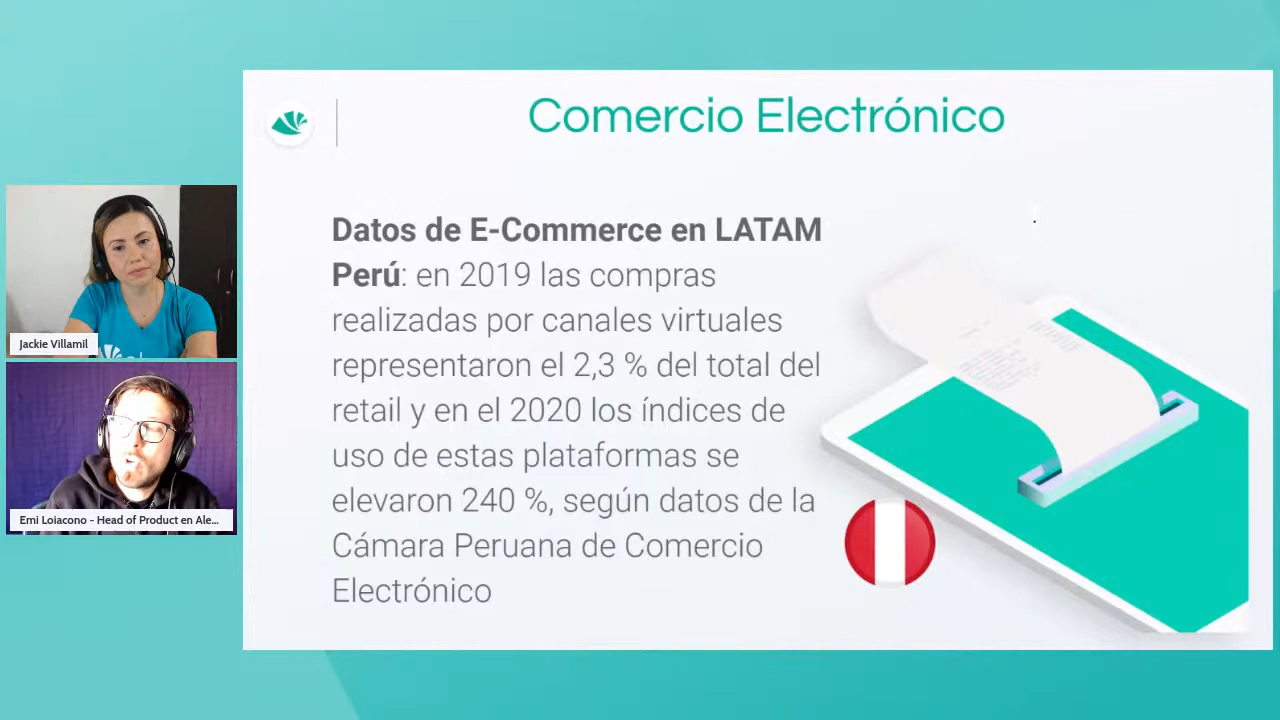 Comercio Electrónico
Datos de E-Commerce en LATAM
Perú: en 2019 las compras
realizadas por canales virtuales
representaron el 2,3 % del total del
retail y en el 2020 los índices de
uso de estas plataformas se
elevaron 240 %, según datos de la
Cámara Peruana de Comercio
Electrónico
Jackie Villamil
Emi Loiacono - Head of Product en Ale...